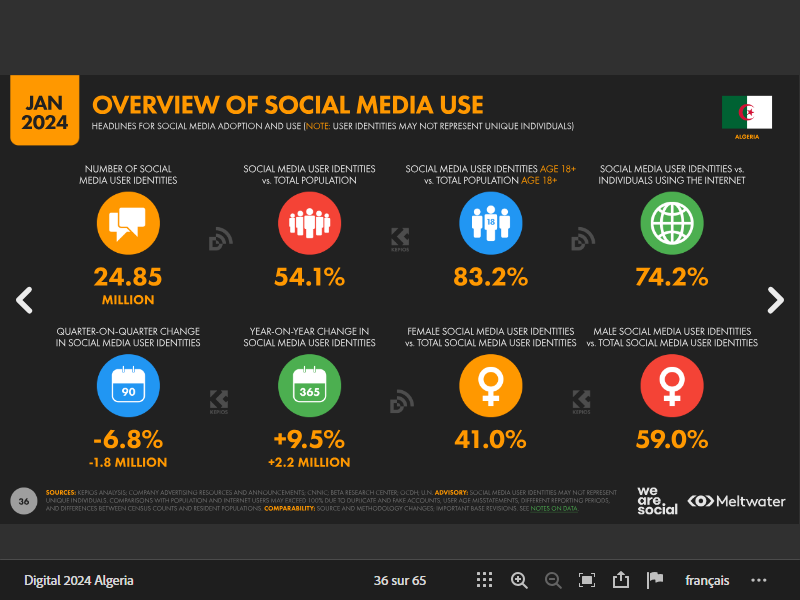 JAN
2024
OVERVIEW OF SOCIAL MEDIA USE
HEADLINES FOR SOCIAL MEDIA ADOPTION AND USE (NOTE: USER IDENTITIES MAY NOT REPRESENT UNIQUE INDIVIDUALS)
ALGERIA
NUMBER OF SOCIAL
MEDIA USER IDENTITIES
24.85
MILLION
SOCIAL MEDIA USER IDENTITIES
vs. TOTAL POPULATION
54.1%
SOCIAL MEDIA USER IDENTITIES AGE 18+
vs. TOTAL POPULATION AGE 18+
18
83.2%
SOCIAL MEDIA USER IDENTITIES vs.
INDIVIDUALS USING THE INTERNET
74.2%
KEPIOS
QUARTER-ON-QUARTER CHANGE
IN SOCIAL MEDIA USER IDENTITIES
90
-6.8%
-1.8 MILLION
YEAR-ON-YEAR CHANGE IN
SOCIAL MEDIA USER IDENTITIES
365
+9.5%
+2.2 MILLION
FEMALE SOCIAL MEDIA USER IDENTITIES
vs. TOTAL SOCIAL MEDIA USER IDENTITIES
41.0%
MALE SOCIAL MEDIA USER IDENTITIES
vs. TOTAL SOCIAL MEDIA USER IDENTITIES
59.0%
KEPIOS
KEPIOS
36
SOURCES: KEPIOS ANALYSIS; COMPANY ADVERTISING RESOURCES AND ANNOUNCEMENTS; CNNIC; BETA RESEARCH CENTER; OCDH; U.N. ADVISORY: SOCIAL MEDIA USER IDENTITIES MAY NOT REPRESENT
UNIQUE INDIVIDUALS. COMPARISONS WITH POPULATION AND INTERNET USERS MAY EXCEED 100% DUE TO DUPLICATE AND FAKE ACCOUNTS, USER AGE MISSTATEMENTS, DIFFERENT REPORTING PERIODS,
AND DIFFERENCES BETWEEN CENSUS COUNTS AND RESIDENT POPULATIONS. COMPARABILITY: SOURCE AND METHODOLOGY CHANGES; IMPORTANT BASE REVISIONS. SEE NOTES ON DATA.
we
are.
social
Meltwater
Digital 2024 Algeria
36 sur 65
français